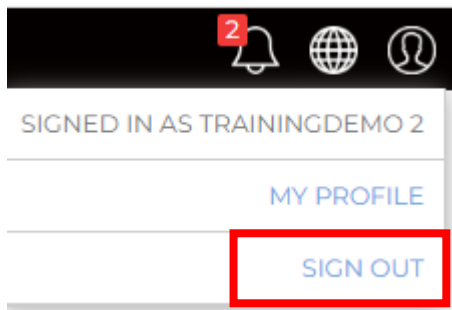 2
SIGNED IN AS TRAININGDEMO 2
MY PROFILE
SIGN OUT